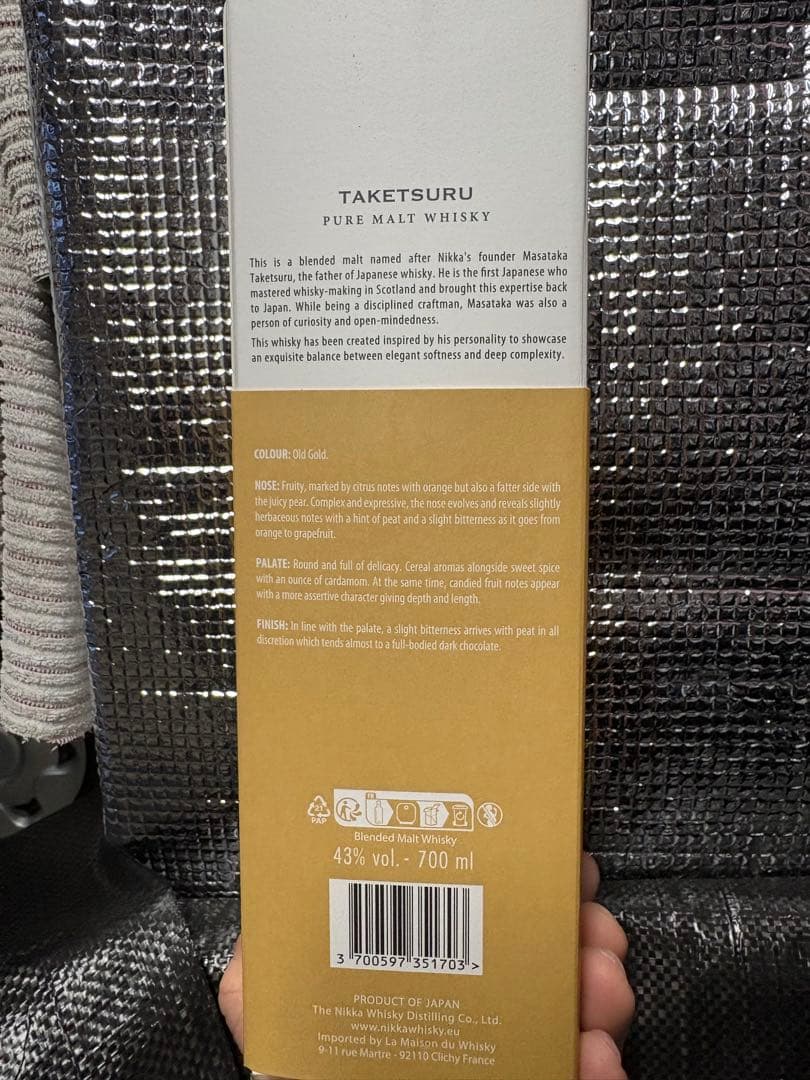 TAKETSURU
PURE MALT WHISKY
This is a blended malt named after Nikka's founder Masataka
Taketsuru, the father of Japanese whisky. He is the first Japanese who
mastered whisky-making in Scotland and brought this expertise back
to Japan. While being a disciplined craftman, Masataka was also a
person of curiosity and open-mindedness.
This whisky has been created inspired by his personality to showcase
an exquisite balance between elegant softness and deep complexity.
COLOUR: Old Gold.
NOSE: Fruity, marked by citrus notes with orange but also a fatter side with
the juicy pear. Complex and expressive, the nose evolves and reveals slightly
herbaceous notes with a hint of peat and a slight bitterness as it goes from
orange to grapefruit.
PALATE: Round and full of delicacy. Cereal aromas alongside sweet spice
with an ounce of cardamom. At the same time, candied fruit notes appear
with a more assertive character giving depth and length.
FINISH: In line with the palate, a slight bitterness arrives with peat in all
discretion which tends almost to a full-bodied dark chocolate.
21
PAP
FR
Blended Malt Whisky
43% vol. - 700 ml
3 700597 351703 >
PRODUCT OF JAPAN
The Nikka Whisky Distilling Co., Ltd.
www.nikkawhisky.eu
Imported by La Maison du Whisky
9-11 rue Martre - 92110 Clichy France